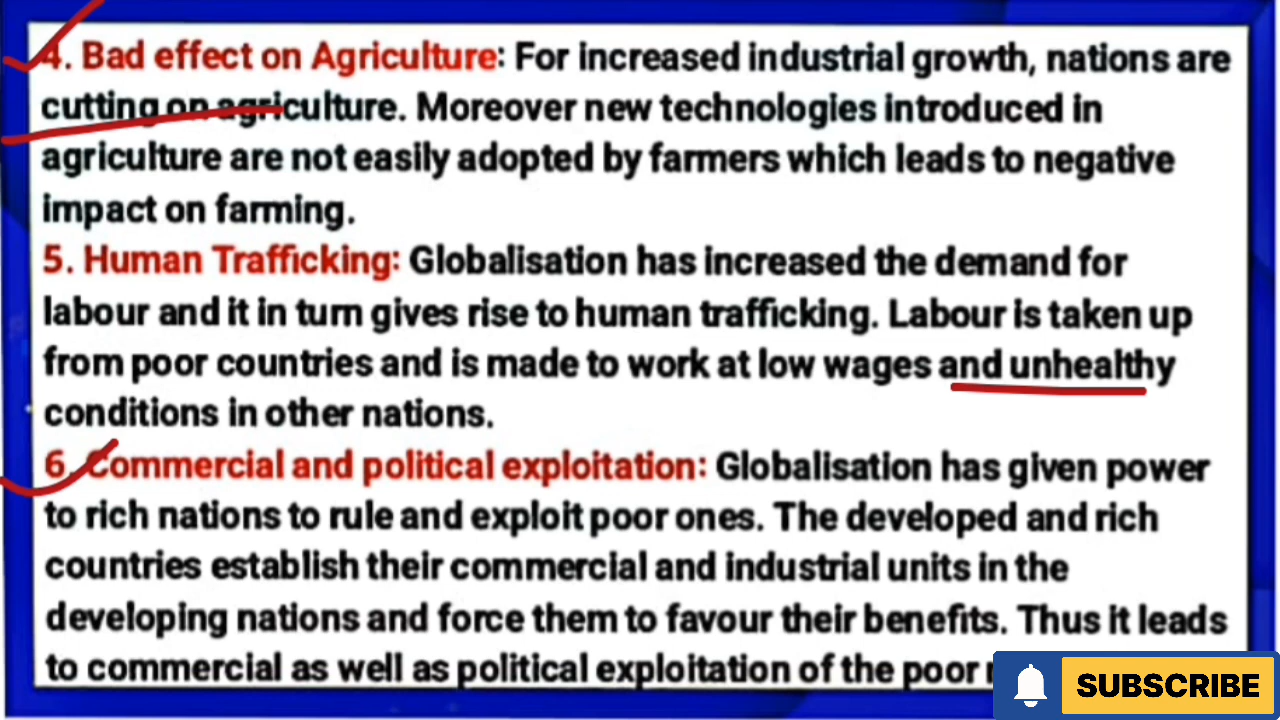 4. Bad effect on Agriculture: For increased industrial growth, nations are
cutting on agriculture. Moreover new technologies introduced in
agriculture are not easily adopted by farmers which leads to negative
impact on farming.
5. Human Trafficking: Globalisation has increased the demand for
labour and it in turn gives rise to human trafficking. Labour is taken up
from poor countries and is made to work at low wages and unhealthy
conditions in other nations.
6. Commercial and political exploitation: Globalisation has given power
to rich nations to rule and exploit poor ones. The developed and rich
countries establish their commercial and industrial units in the
developing nations and force them to favour their benefits. Thus it leads
to commercial as well as political exploitation of the poor
SUBSCRIBE